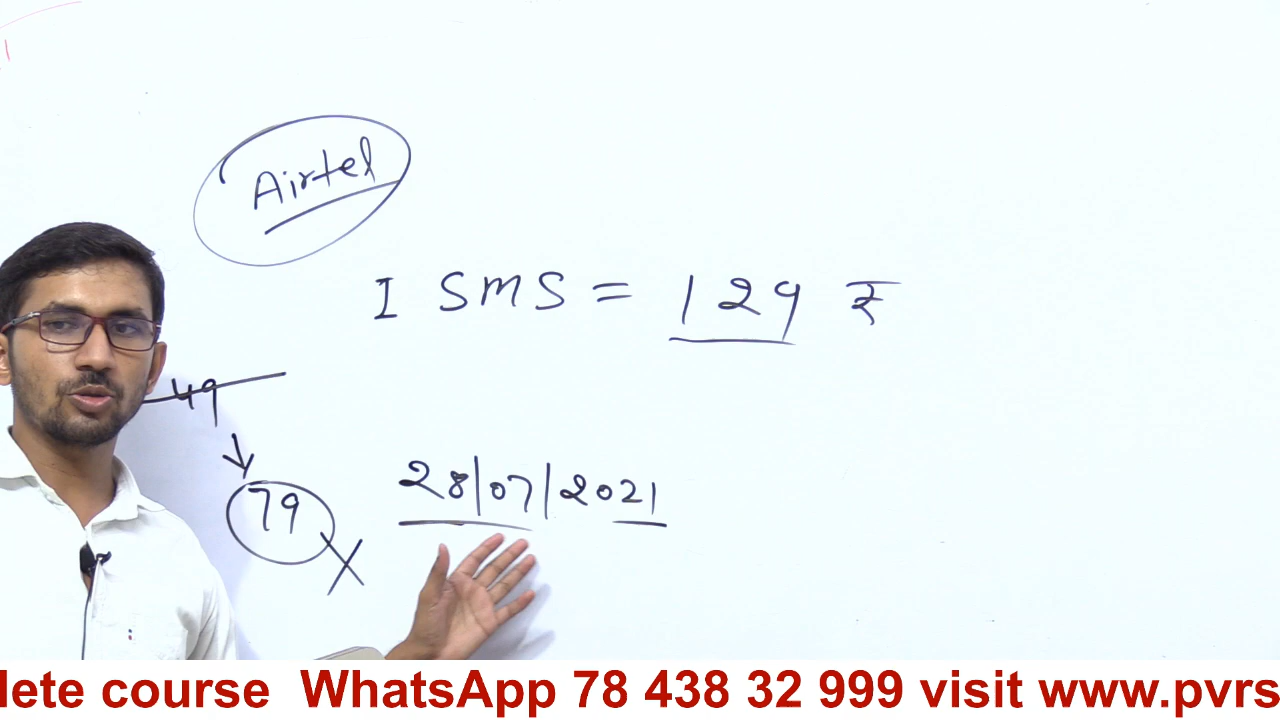 Airtel
1 SMS = 129 ₹
49
79
28/07/2021
lete course WhatsApp 78 438 32 999 visit www.pvrs